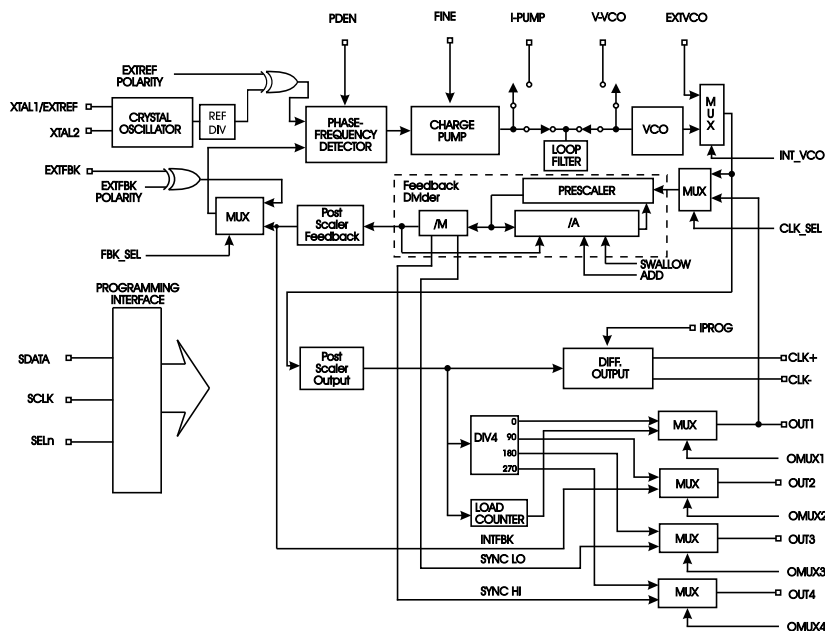 PDEN
FINE
I-PUMP
V-VCO
EXTVCO
EXTREF
POLARITY
XTAL1/EXTREF
XTAL2
CRYSTAL
OSCILLATOR
REF
DIV
PHASE-
FREQUENCY
DETECTOR
CHARGE
PUMP
LOOP
FILTER
VCO
MUX
INT_VCO
EXTFBK
EXTFBK
POLARITY
MUX
FBK_SEL
Post
Scaler
Feedback
Feedback
Divider
PRESCALER
/M
/A
MUX
CLK_SEL
SWALLOW
ADD
PROGRAMMING
INTERFACE
SDATA
SCLK
SELn
Post
Scaler
Output
IPROG
DIFF.
OUTPUT
CLK+
CLK-
DIV4
0
90
180
270
MUX
OUT1
OMUX1
MUX
OUT2
OMUX2
LOAD
COUNTER
INTFBK
MUX
OUT3
OMUX3
SYNC LO
MUX
OUT4
OMUX4
SYNC HI